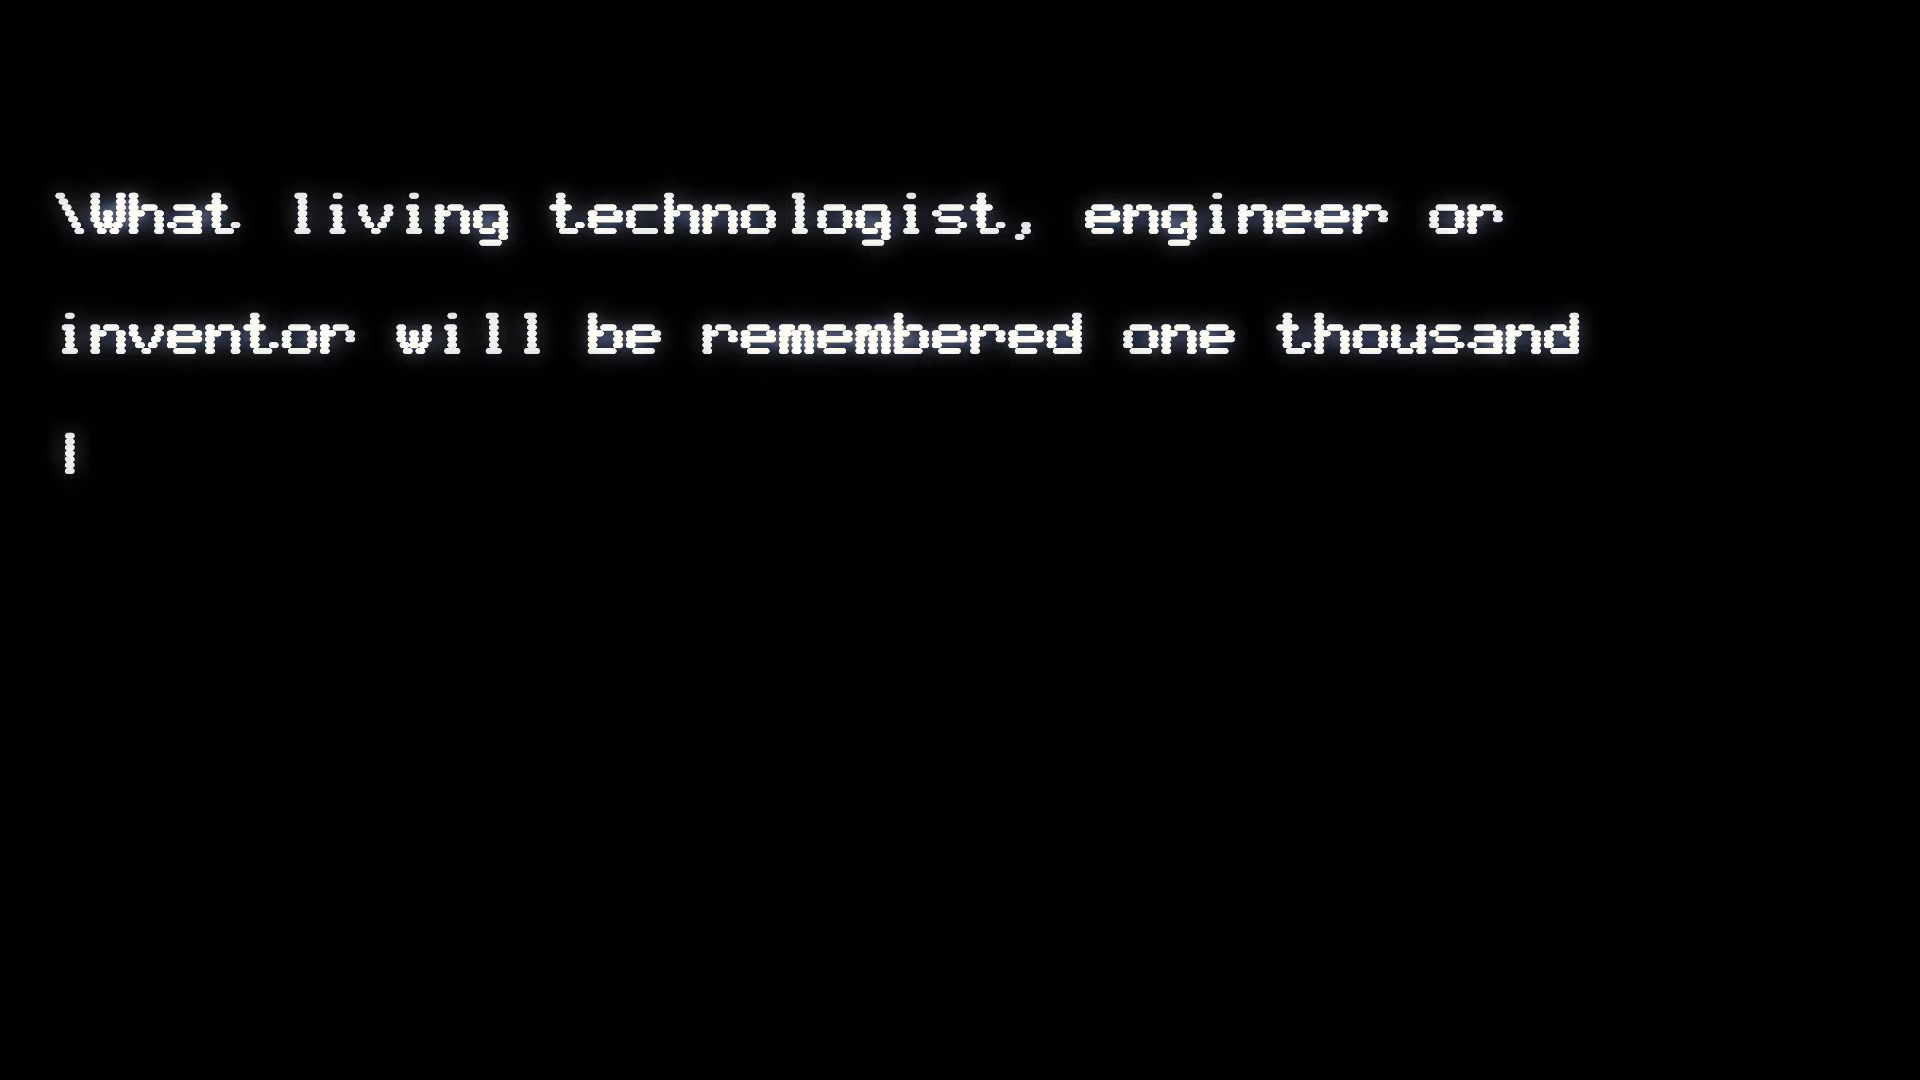 \What living technologist, engineer or
inventor will be remembered one thousand